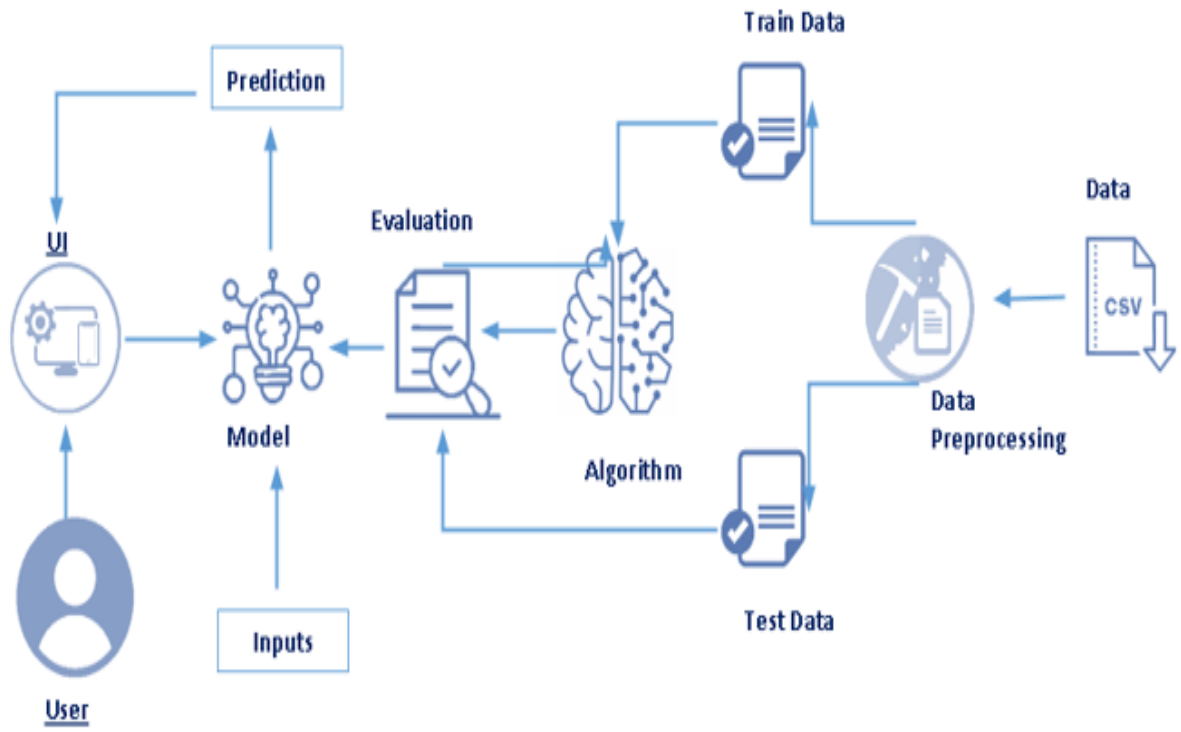 Train Data
Prediction
Data
Evaluation
UI
CSV
Data
Preprocessing
Model
Algorithm
Test Data
Inputs
User